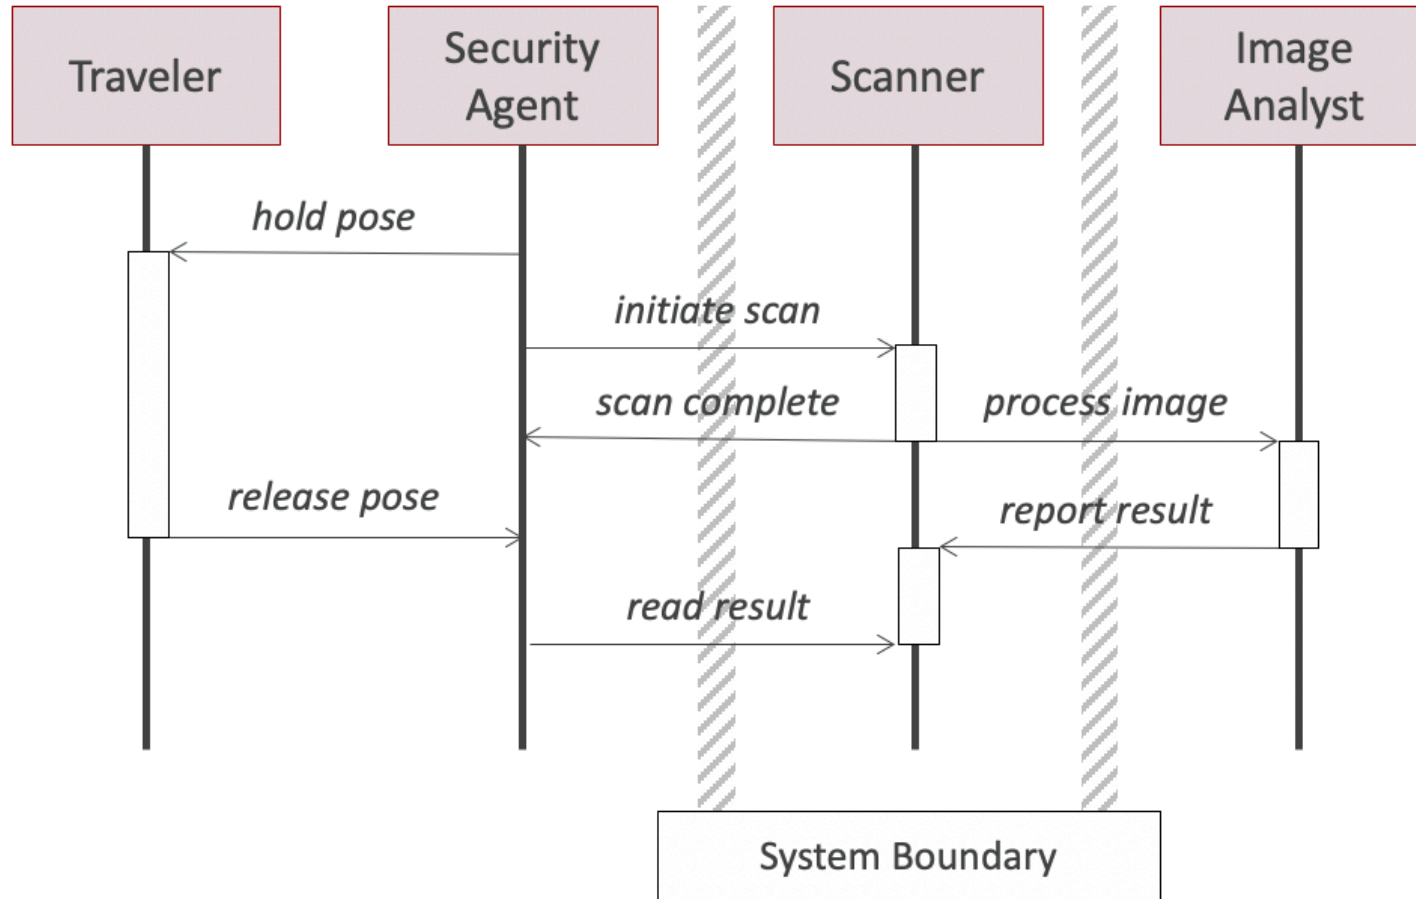 Traveler
Security
Agent
Scanner
Image
Analyst
hold pose
initiate scan
scan complete
process image
release pose
report result
read result
System Boundary